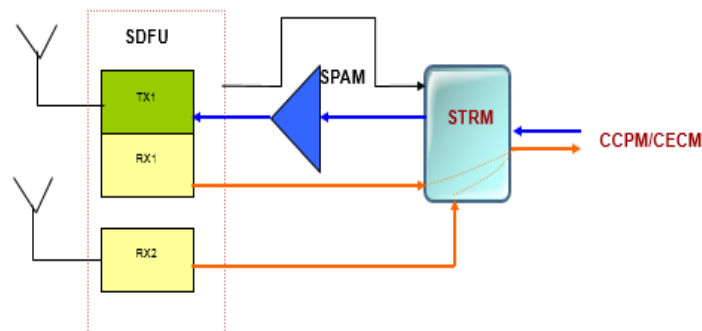 SDFU
SPAM
TX1
STRM
CCPM/CECM
RX1
RX2